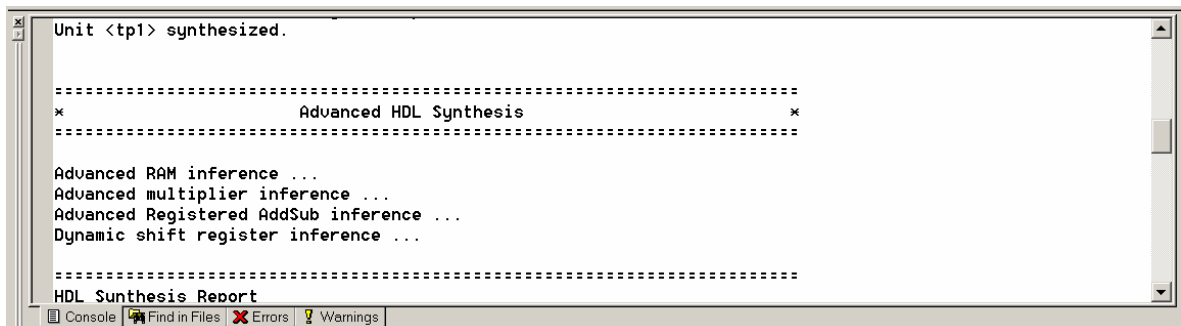 Unit <tp1> synthesized.
=========================================================================
*                       Advanced HDL Synthesis                          *
=========================================================================
Advanced RAM inference ...
Advanced multiplier inference ...
Advanced Registered AddSub inference ...
Dynamic shift register inference ...
=========================================================================
HDL Synthesis Report
Console Find in Files Errors Warnings